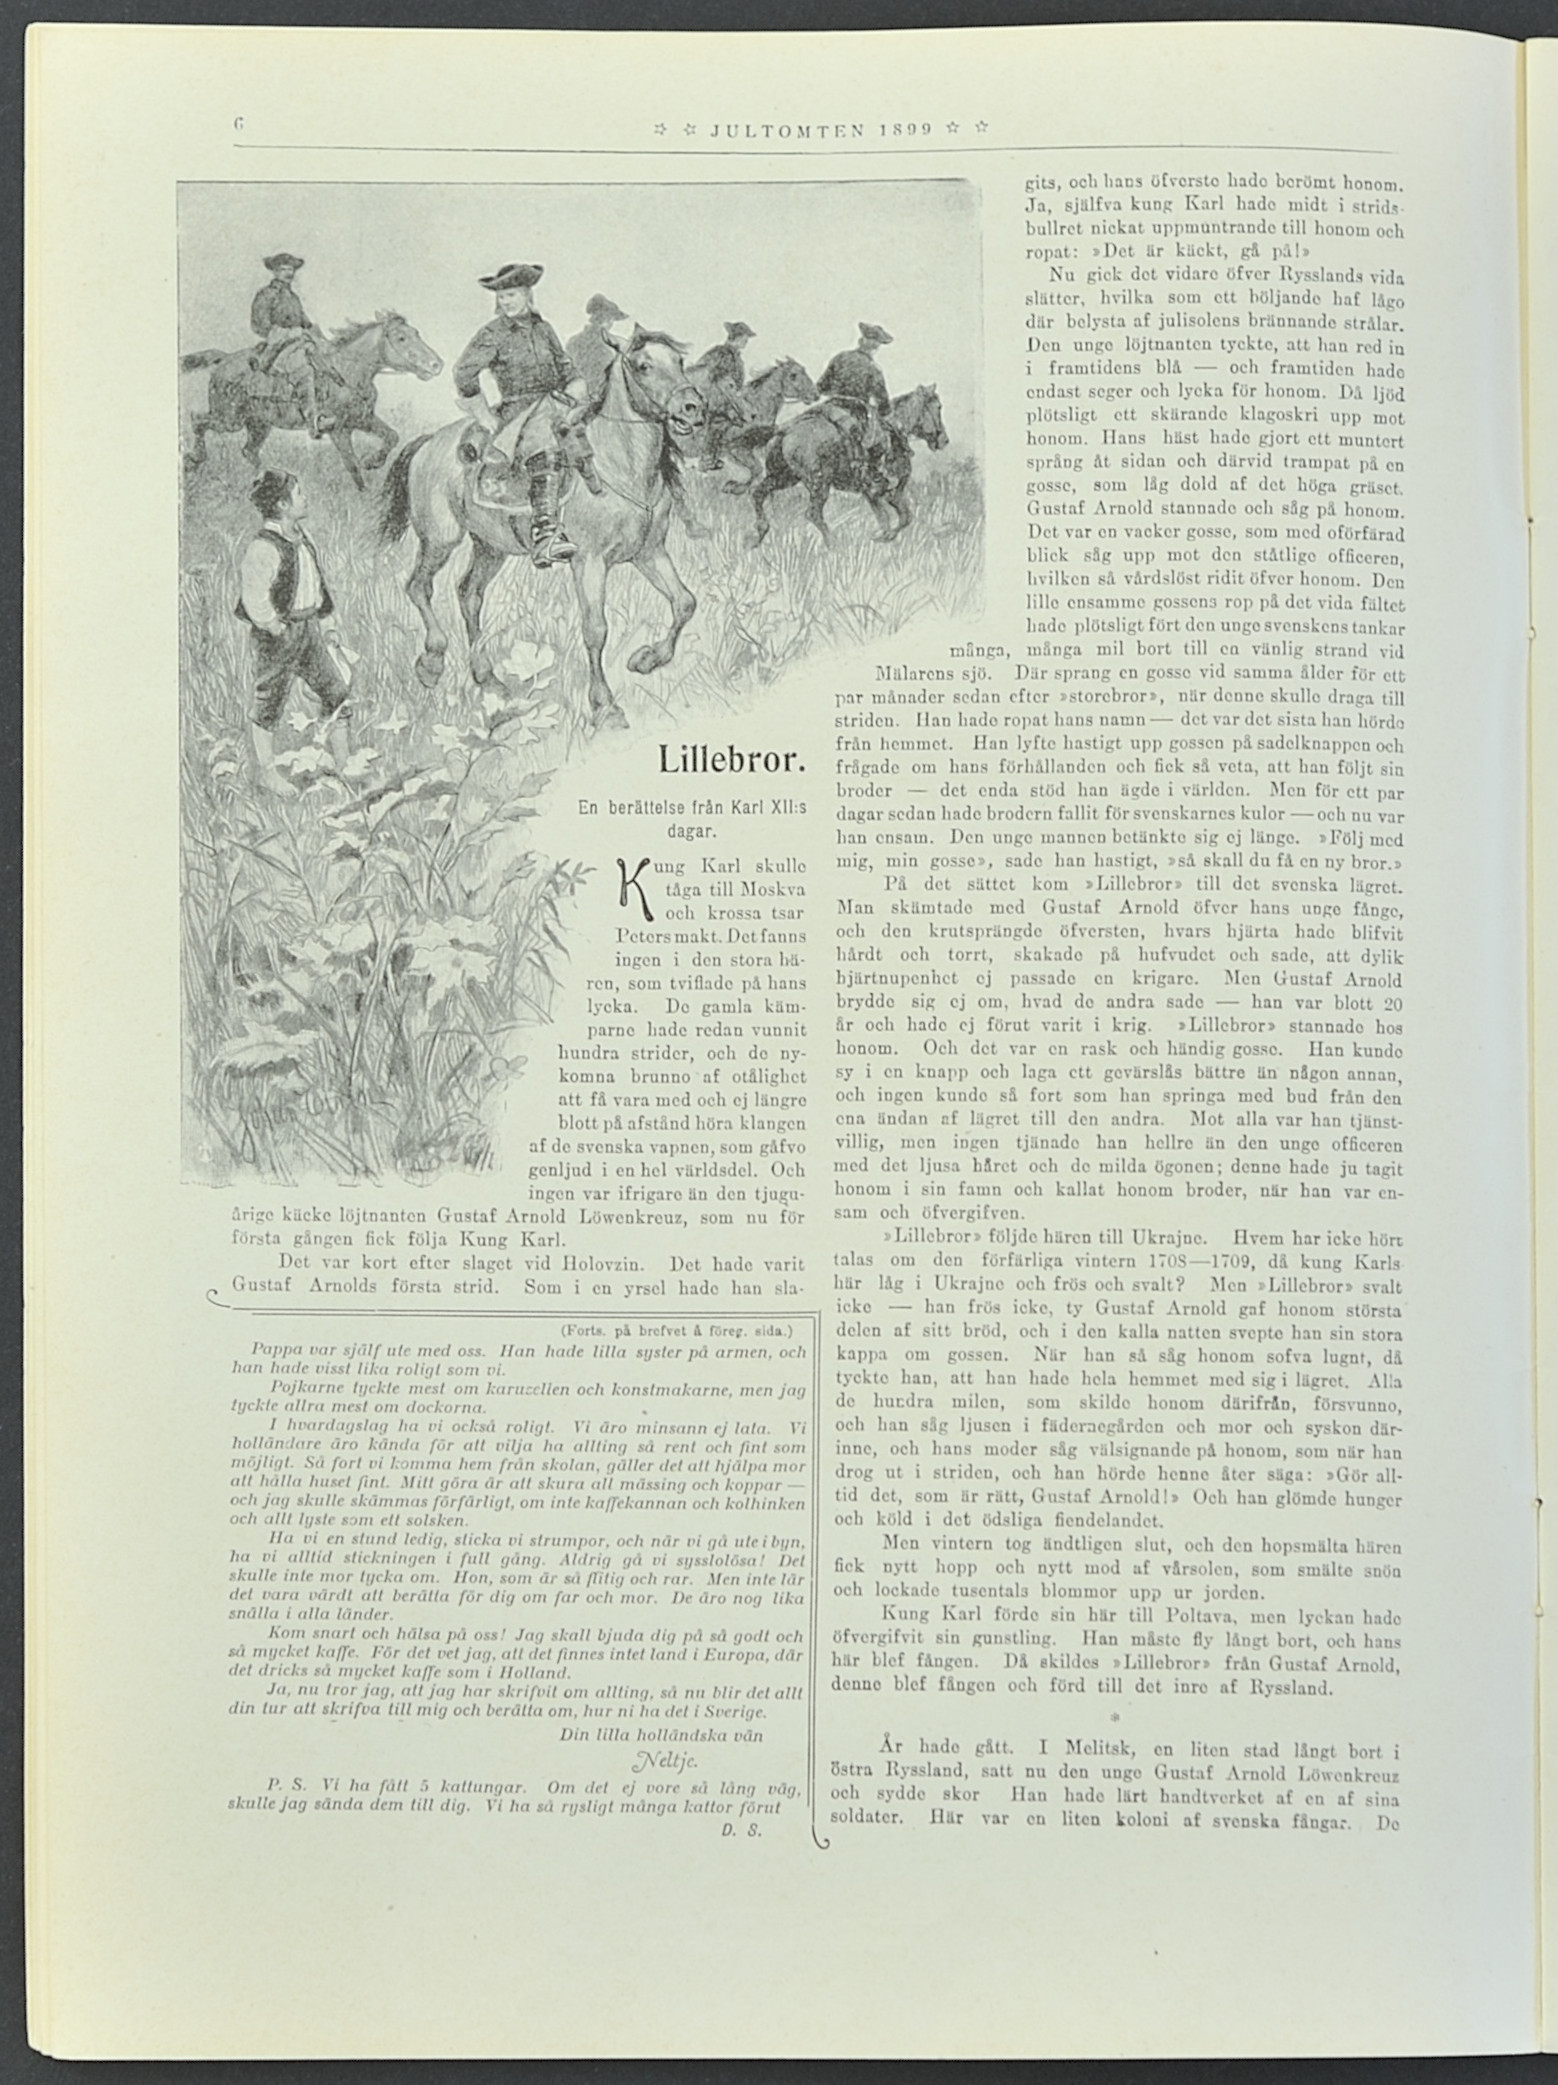 6
☆ ☆ JULTOMTEN 1899 ☆ ☆
Lillebror.
En berättelse från Karl XII:s
dagar.
Kung Karl skulle
tåga till Moskva
och krossa tsar
Peters makt. Det fanns
ingen i den stora hä-
ren, som tviflade på hans
lycka. De gamla käm-
parne hade redan vunnit
hundra strider, och de ny-
komna brunno af otålighet
att få vara med och ej längre
blott på afstånd höra klangen
af de svenska vapnen, som gåfvo
genljud i en hel världsdel. Och
ingen var ifrigare än den tjugu-
årige käcke löjtnanten Gustaf Arnold Löwenkreuz, som nu för
första gången fick följa Kung Karl.
Det var kort efter slaget vid Holovzin. Det hade varit
Gustaf Arnolds första strid. Som i en yrsel hade han sla-
gits, och hans öfverste hade berömt honom.
Ja, själfva kung Karl hade midt i strids-
bullret nickat uppmuntrande till honom och
ropat: »Det är käckt, gå på!»
Nu gick det vidare öfver Rysslands vida
slätter, hvilka som ett böljande haf lågo
där belysta af julisolens brännande strålar.
Den unge löjtnanten tyckte, att han red in
i framtidens blå — och framtiden hade
endast seger och lycka för honom. Då ljöd
plötsligt ett skärande klagoskri upp mot
honom. Hans häst hade gjort ett muntert
språng åt sidan och därvid trampat på en
gosse, som låg dold af det höga gräset.
Gustaf Arnold stannade och såg på honom.
Det var en vacker gosse, som med oförfärad
blick såg upp mot den ståtlige officeren,
hvilken så vårdslöst ridit öfver honom. Den
lille ensamme gossens rop på det vida fältet
hade plötsligt fört den unge svenskens tankar
många, många mil bort till en vänlig strand vid
Mälarens sjö. Där sprang en gosse vid samma ålder för ett
par månader sedan efter »storebror», när denne skulle draga till
striden. Han hade ropat hans namn — det var det sista han hörde
från hemmet. Han lyfte hastigt upp gossen på sadelknappen och
frågade om hans förhållanden och fick så veta, att han följt sin
broder — det enda stöd han ägde i världen. Men för ett par
dagar sedan hade brodern fallit för svenskarnes kulor — och nu var
han ensam. Den unge mannen betänkte sig ej länge. »Följ med
mig, min gosse», sade han hastigt, »så skall du få en ny bror.»
På det sättet kom »Lillebror» till det svenska lägret.
Man skämtade med Gustaf Arnold öfver hans unge fånge,
och den krutsprängde öfversten, hvars hjärta hade blifvit
hårdt och torrt, skakade på hufvudet och sade, att dylik
hjärtnupenhet ej passade en krigare. Men Gustaf Arnold
brydde sig ej om, hvad de andra sade — han var blott 20
år och hade ej förut varit i krig. »Lillebror» stannade hos
honom. Och det var en rask och händig gosse. Han kunde
sy i en knapp och laga ett gevärslås bättre än någon annan,
och ingen kunde så fort som han springa med bud från den
ena ändan af lägret till den andra. Mot alla var han tjänst-
villig, men ingen tjänade han hellre än den unge officeren
med det ljusa håret och de milda ögonen; denne hade ju tagit
honom i sin famn och kallat honom broder, när han var en-
sam och öfvergifven.
»Lillebror» följde hären till Ukrajne. Hvem har icke hört
talas om den förfärliga vintern 1708—1709, då kung Karls
här låg i Ukrajne och frös och svalt? Men »Lillebror» svalt
icke — han frös icke, ty Gustaf Arnold gaf honom största
delen af sitt bröd, och i den kalla natten svepte han sin stora
kappa om gossen. När han så såg honom sofva lugnt, då
tyckte han, att han hade hela hemmet med sig i lägret. Alla
de hundra milen, som skilde honom därifrån, försvunno,
och han såg ljusen i fädernegården och mor och syskon där-
inne, och hans moder såg välsignande på honom, som när han
drog ut i striden, och han hörde henne åter säga: »Gör all-
tid det, som är rätt, Gustaf Arnold!» Och han glömde hunger
och köld i det ödsliga fiendelandet.
Men vintern tog ändtligen slut, och den hopsmälta hären
fick nytt hopp och nytt mod af vårsolen, som smälte snön
och lockade tusentals blommor upp ur jorden.
Kung Karl förde sin här till Poltava, men lyckan hade
öfvergifvit sin gunstling. Han måste fly långt bort, och hans
här blef fången. Då skildes »Lillebror» från Gustaf Arnold,
denne blef fången och förd till det inre af Ryssland.
*
År hade gått. I Melitsk, en liten stad långt bort i
östra Ryssland, satt nu den unge Gustaf Arnold Löwenkreuz
och sydde skor Han hade lärt handtverket af en af sina
soldater. Här var en liten koloni af svenska fångar. De
(Forts. på brefvet å föreg. sida.)
Pappa var själf ute med oss. Han hade lilla syster på armen, och
han hade visst lika roligt som vi.
Pojkarne tyckte mest om karuzellen och konstmakarne, men jag
tyckte allra mest om dockorna.
I hvardagslag ha vi också roligt. Vi äro minsann ej lata. Vi
holländare äro kända för att vilja ha allting så rent och fint som
möjligt. Så fort vi komma hem från skolan, gäller det att hjälpa mor
att hålla huset fint. Mitt göra är att skura all mässing och koppar —
och jag skulle skämmas förfärligt, om inte kaffekannan och kolhinken
och allt lyste som ett solsken.
Ha vi en stund ledig, sticka vi strumpor, och när vi gå ute i byn,
ha vi alltid stickningen i full gång. Aldrig gå vi sysslolösa! Det
skulle inte mor tycka om. Hon, som är så flitig och rar. Men inte lär
det vara värdt att berätta för dig om far och mor. De äro nog lika
snälla i alla länder.
Kom snart och hälsa på oss! Jag skall bjuda dig på så godt och
så mycket kaffe. För det vet jag, att det finnes intet land i Europa, där
det dricks så mycket kaffe som i Holland.
Ja, nu tror jag, att jag har skrifvit om allting, så nu blir det allt
din tur att skrifva till mig och berätta om, hur ni ha det i Sverige.
Din lilla holländska vän
Neltje.
P. S. Vi ha fått 5 kattungar. Om det ej vore så lång väg,
skulle jag sända dem till dig. Vi ha så rysligt många kattor förut
D. S.